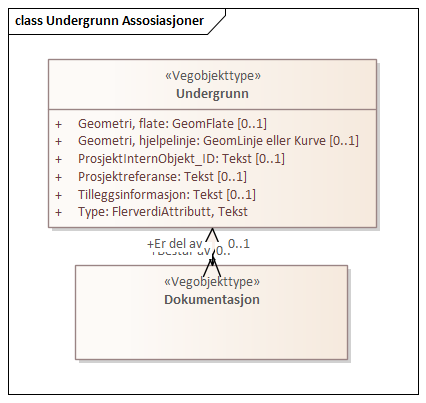 class Undergrunn Assosiasjoner
«Vegobjekttype»
Undergrunn
+ Geometri, flate: GeomFlate [0..1]
+ Geometri, hjelpelinje: GeomLinje eller Kurve [0..1]
+ ProsjektInternObjekt_ID: Tekst [0..1]
+ Prosjektreferanse: Tekst [0..1]
+ Tilleggsinformasjon: Tekst [0..1]
+ Type: FlerverdiAttributt, Tekst
+Er del av 0..1
0..
«Vegobjekttype»
Dokumentasjon